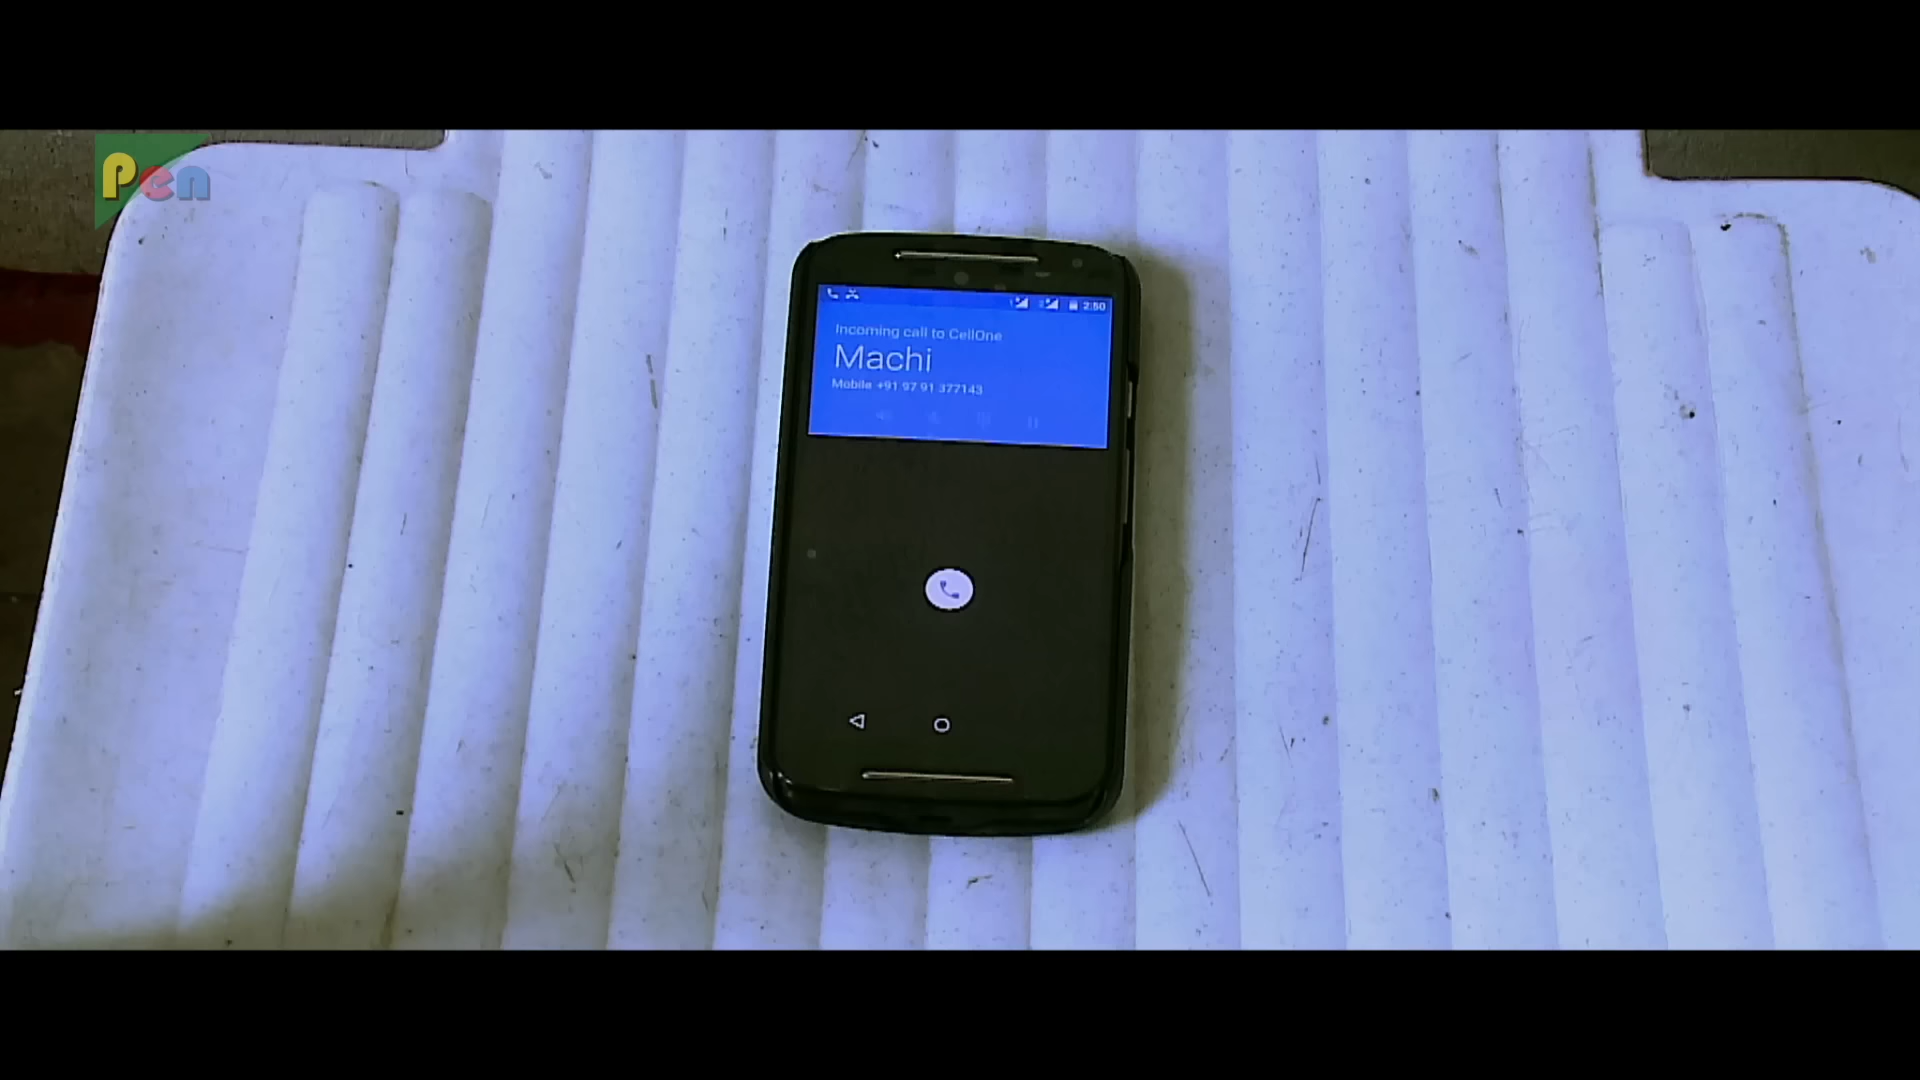 Pen
2:50
Incoming call to CellOne
Machi
Mobile +91 97 91 377143